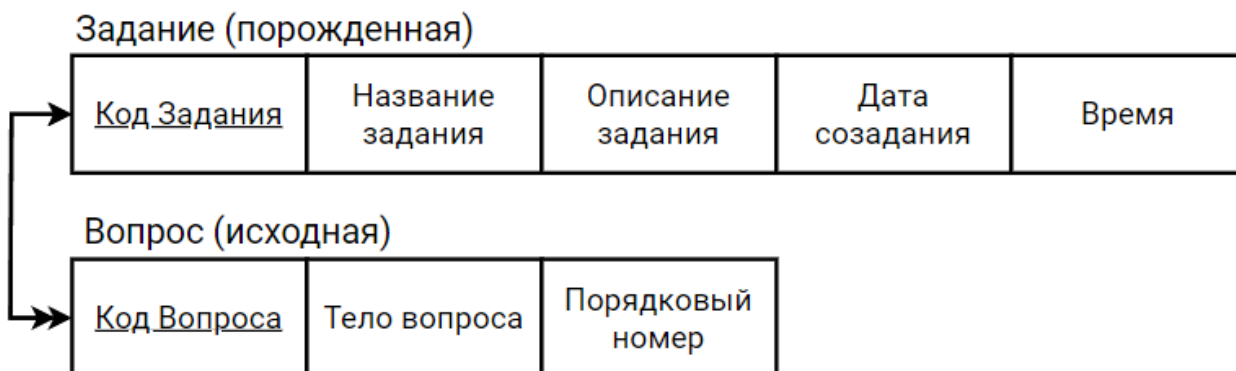 Задание (порожденная)
Код Задания
Название
задания
Описание
задания
Дата
созадания
Время
Вопрос (исходная)
Код Вопроса
Тело вопроса
Порядковый
номер